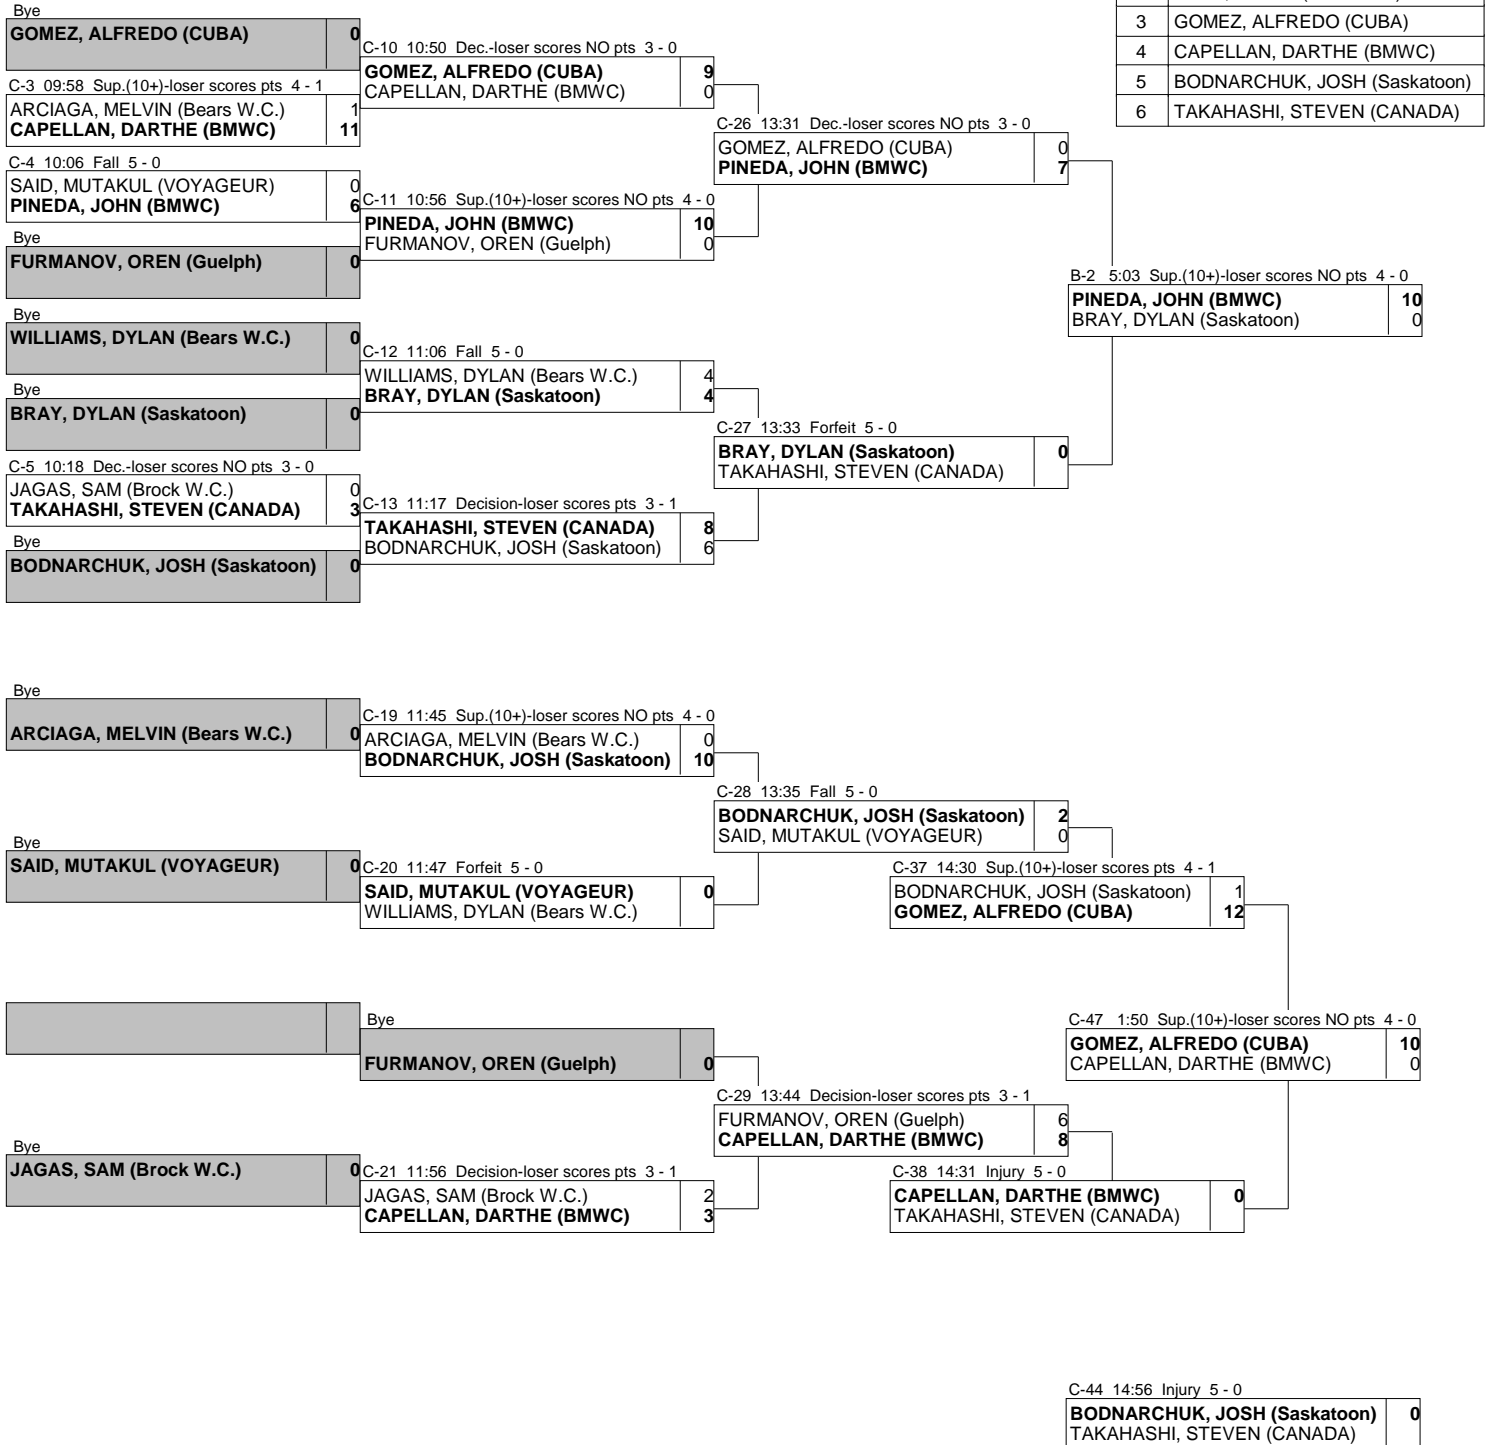 Bye
GOMEZ, ALFREDO (CUBA) 0
3 GOMEZ, ALFREDO (CUBA)
4 CAPELLAN, DARTHE (BMWC)
5 BODNARCHUK, JOSH (Saskatoon)
6 TAKAHASHI, STEVEN (CANADA)
C-10 10:50 Dec.-loser scores NO pts 3 - 0
GOMEZ, ALFREDO (CUBA) 9
CAPELLAN, DARTHE (BMWC) 0
C-3 09:58 Sup.(10+)-loser scores pts 4 - 1
ARCIAGA, MELVIN (Bears W.C.) 1
CAPELLAN, DARTHE (BMWC) 11
C-26 13:31 Dec.-loser scores NO pts 3 - 0
GOMEZ, ALFREDO (CUBA) 0
PINEDA, JOHN (BMWC) 7
C-4 10:06 Fall 5 - 0
SAID, MUTAKUL (VOYAGEUR) 0
PINEDA, JOHN (BMWC) 6
C-11 10:56 Sup.(10+)-loser scores NO pts 4 - 0
PINEDA, JOHN (BMWC) 10
FURMANOV, OREN (Guelph) 0
Bye
FURMANOV, OREN (Guelph) 0
B-2 5:03 Sup.(10+)-loser scores NO pts 4 - 0
PINEDA, JOHN (BMWC) 10
BRAY, DYLAN (Saskatoon) 0
Bye
WILLIAMS, DYLAN (Bears W.C.) 0
C-12 11:06 Fall 5 - 0
WILLIAMS, DYLAN (Bears W.C.) 4
BRAY, DYLAN (Saskatoon) 4
Bye
BRAY, DYLAN (Saskatoon) 0
C-27 13:33 Forfeit 5 - 0
BRAY, DYLAN (Saskatoon) 0
TAKAHASHI, STEVEN (CANADA)
C-5 10:18 Dec.-loser scores NO pts 3 - 0
JAGAS, SAM (Brock W.C.) 0
TAKAHASHI, STEVEN (CANADA) 3
C-13 11:17 Decision-loser scores pts 3 - 1
TAKAHASHI, STEVEN (CANADA) 8
BODNARCHUK, JOSH (Saskatoon) 6
Bye
BODNARCHUK, JOSH (Saskatoon) 0
Bye
ARCIAGA, MELVIN (Bears W.C.) 0
C-19 11:45 Sup.(10+)-loser scores NO pts 4 - 0
ARCIAGA, MELVIN (Bears W.C.) 0
BODNARCHUK, JOSH (Saskatoon) 10
C-28 13:35 Fall 5 - 0
BODNARCHUK, JOSH (Saskatoon) 2
SAID, MUTAKUL (VOYAGEUR) 0
Bye
SAID, MUTAKUL (VOYAGEUR) 0
C-20 11:47 Forfeit 5 - 0
SAID, MUTAKUL (VOYAGEUR) 0
WILLIAMS, DYLAN (Bears W.C.)
C-37 14:30 Sup.(10+)-loser scores pts 4 - 1
BODNARCHUK, JOSH (Saskatoon) 1
GOMEZ, ALFREDO (CUBA) 12
Bye
FURMANOV, OREN (Guelph) 0
C-47 1:50 Sup.(10+)-loser scores NO pts 4 - 0
GOMEZ, ALFREDO (CUBA) 10
CAPELLAN, DARTHE (BMWC) 0
C-29 13:44 Decision-loser scores pts 3 - 1
FURMANOV, OREN (Guelph) 6
CAPELLAN, DARTHE (BMWC) 8
Bye
JAGAS, SAM (Brock W.C.) 0
C-21 11:56 Decision-loser scores pts 3 - 1
JAGAS, SAM (Brock W.C.) 2
CAPELLAN, DARTHE (BMWC) 3
C-38 14:31 Injury 5 - 0
CAPELLAN, DARTHE (BMWC) 0
TAKAHASHI, STEVEN (CANADA)
C-44 14:56 Injury 5 - 0
BODNARCHUK, JOSH (Saskatoon) 0
TAKAHASHI, STEVEN (CANADA)